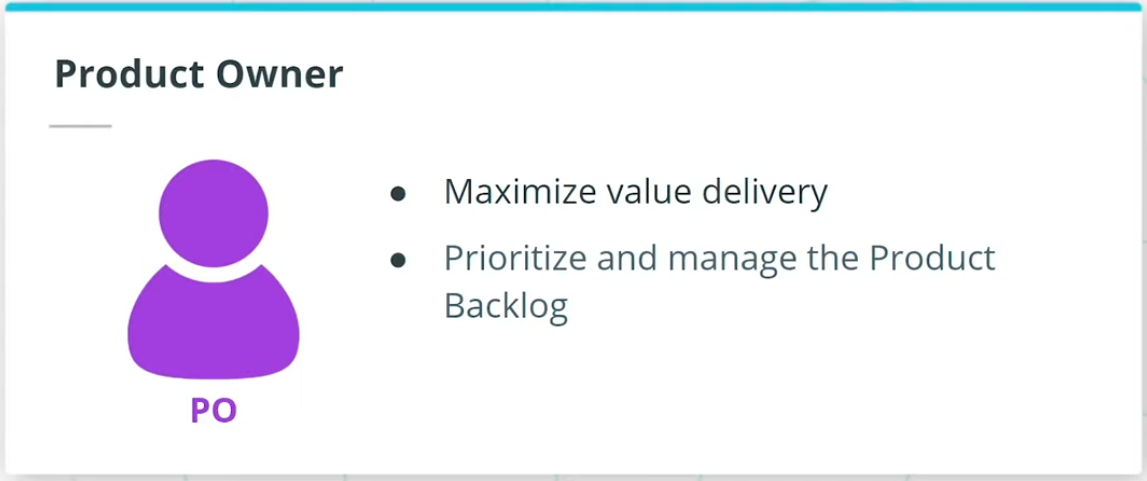 Product Owner
● Maximize value delivery
● Prioritize and manage the Product
Backlog
PO